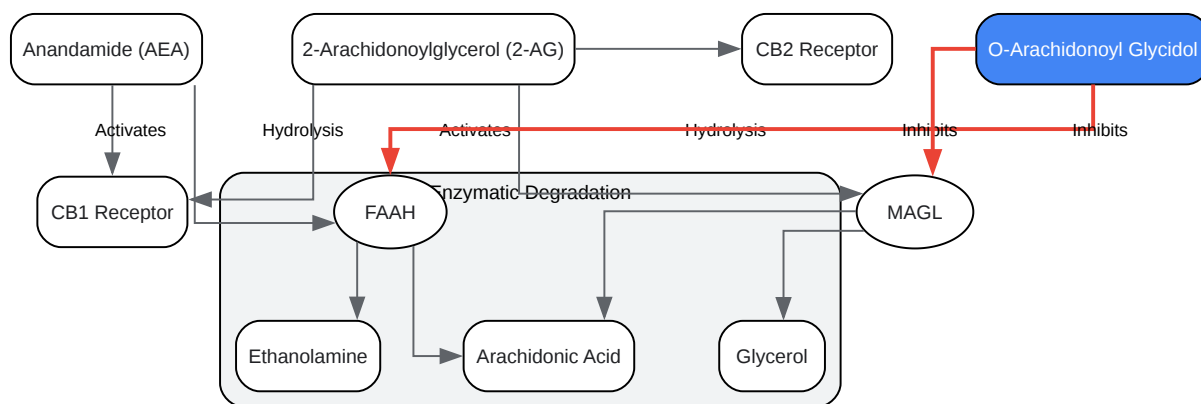 Anandamide (AEA)
2-Arachidonoylglycerol (2-AG)
CB2 Receptor
O-Arachidonoyl Glycidol
Activates
Hydrolysis
Activates
Hydrolysis
Inhibits
Inhibits
Enzymatic Degradation
CB1 Receptor
FAAH
MAGL
Ethanolamine
Arachidonic Acid
Glycerol